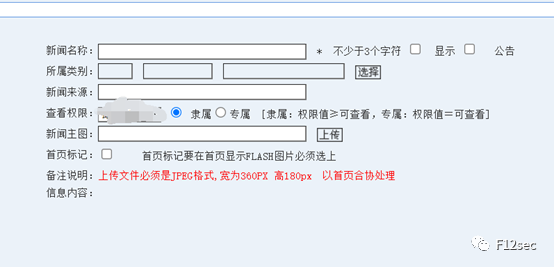 新闻名称： * 不少于3个字符 显示 公告
所属类别： 选择
新闻来源：
查看权限： 隶属 专属 [隶属：权限值≥可查看，专属：权限值＝可查看]
新闻主图： 上传
首页标记： 首页标记要在首页显示FLASH图片必须选上
备注说明：上传文件必须是JPEG格式,宽为360PX 高180px 以首页合协处理
信息内容：
F12sec